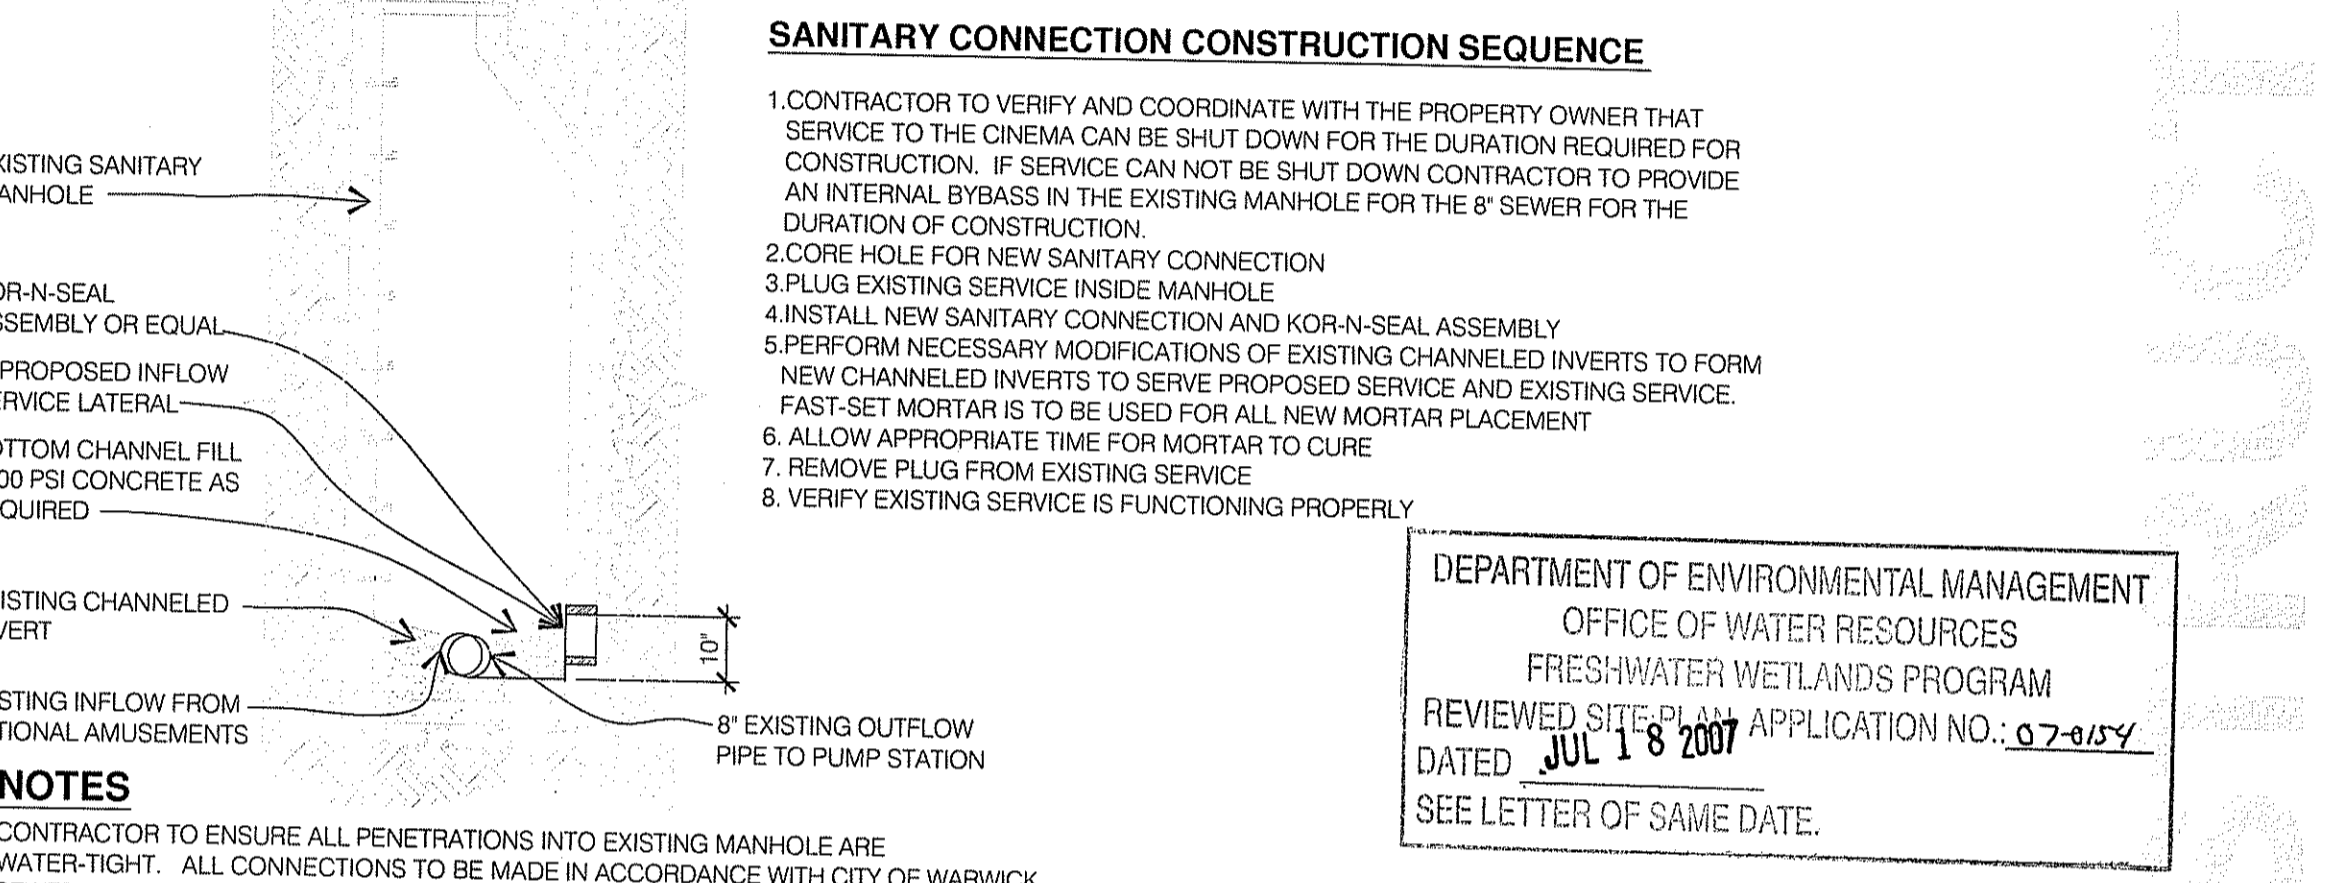 SANITARY CONNECTION CONSTRUCTION SEQUENCE
1.CONTRACTOR TO VERIFY AND COORDINATE WITH THE PROPERTY OWNER THAT
SERVICE TO THE CINEMA CAN BE SHUT DOWN FOR THE DURATION REQUIRED FOR
CONSTRUCTION. IF SERVICE CAN NOT BE SHUT DOWN CONTRACTOR TO PROVIDE
AN INTERNAL BYBASS IN THE EXISTING MANHOLE FOR THE 8" SEWER FOR THE
DURATION OF CONSTRUCTION.
2.CORE HOLE FOR NEW SANITARY CONNECTION
3.PLUG EXISTING SERVICE INSIDE MANHOLE
4.INSTALL NEW SANITARY CONNECTION AND KOR-N-SEAL ASSEMBLY
5.PERFORM NECESSARY MODIFICATIONS OF EXISTING CHANNELED INVERTS TO FORM
NEW CHANNELED INVERTS TO SERVE PROPOSED SERVICE AND EXISTING SERVICE.
FAST-SET MORTAR IS TO BE USED FOR ALL NEW MORTAR PLACEMENT
6. ALLOW APPROPRIATE TIME FOR MORTAR TO CURE
7. REMOVE PLUG FROM EXISTING SERVICE
8. VERIFY EXISTING SERVICE IS FUNCTIONING PROPERLY
XISTING SANITARY
ANHOLE
OR-N-SEAL
SSEMBLY OR EQUAL
PROPOSED INFLOW
ERVICE LATERAL
OTTOM CHANNEL FILL
00 PSI CONCRETE AS
QUIRED
ISTING CHANNELED
VERT
STING INFLOW FROM
TIONAL AMUSEMENTS
10"
8" EXISTING OUTFLOW
PIPE TO PUMP STATION
DEPARTMENT OF ENVIRONMENTAL MANAGEMENT
OFFICE OF WATER RESOURCES
FRESHWATER WETLANDS PROGRAM
REVIEWED SITE PLAN APPLICATION NO.: 07-0154
DATED JUL 18 2007
SEE LETTER OF SAME DATE.
NOTES
CONTRACTOR TO ENSURE ALL PENETRATIONS INTO EXISTING MANHOLE ARE
WATER-TIGHT. ALL CONNECTIONS TO BE MADE IN ACCORDANCE WITH CITY OF WARWICK